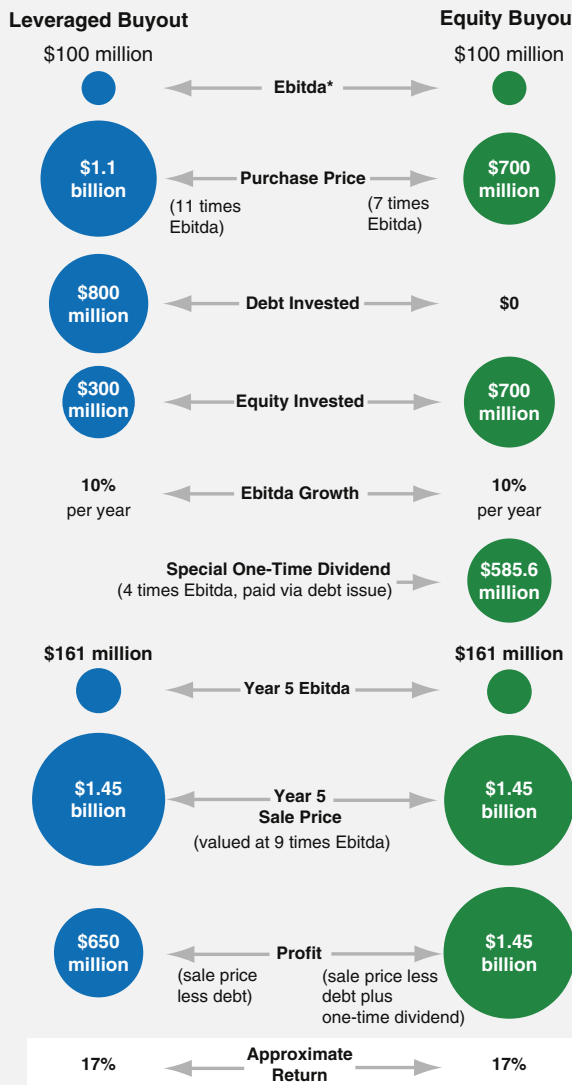 Leveraged Buyout
Equity Buyou
$100 million
$100 million
Ebitda*
$1.1
billion
Purchase Price
$700
million
(11 times
Ebitda)
(7 times
Ebitda)
$800
million
Debt Invested
$0
$300
million
Equity Invested
$700
million
10%
per year
Ebitda Growth
10%
per year
Special One-Time Dividend
(4 times Ebitda, paid via debt issue)
$585.6
million
$161 million
$161 million
Year 5 Ebitda
$1.45
billion
Year 5
Sale Price
(valued at 9 times Ebitda)
$1.45
billion
$650
million
Profit
(sale price
less debt)
(sale price less
debt plus
one-time dividend)
$1.45
billion
17%
Approximate
Return
17%